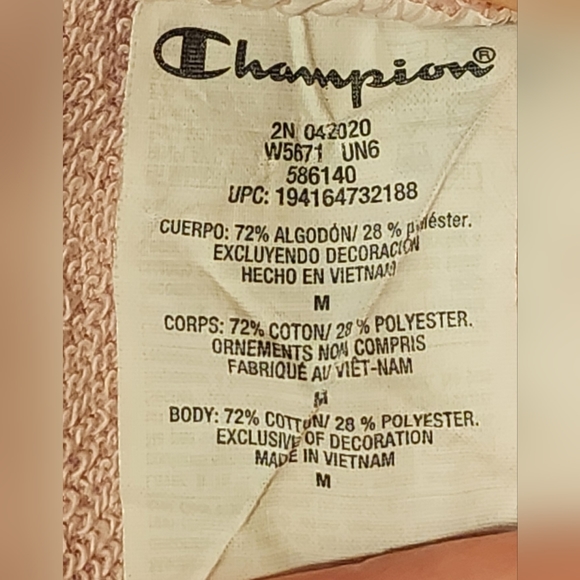 Champion®
2N 042020
W5671 UN6
586140
UPC: 194164732188
CUERPO: 72% ALGODÓN/ 28 % poliéster.
EXCLUYENDO DECORACIÓN
HECHO EN VIETNAM
M
CORPS: 72% COTON/ 28 % POLYESTER.
ORNEMENTS NON COMPRIS
FABRIQUÉ AU VIÊT-NAM
M
BODY: 72% COTTON/ 28 % POLYESTER.
EXCLUSIVE OF DECORATION
MADE IN VIETNAM
M